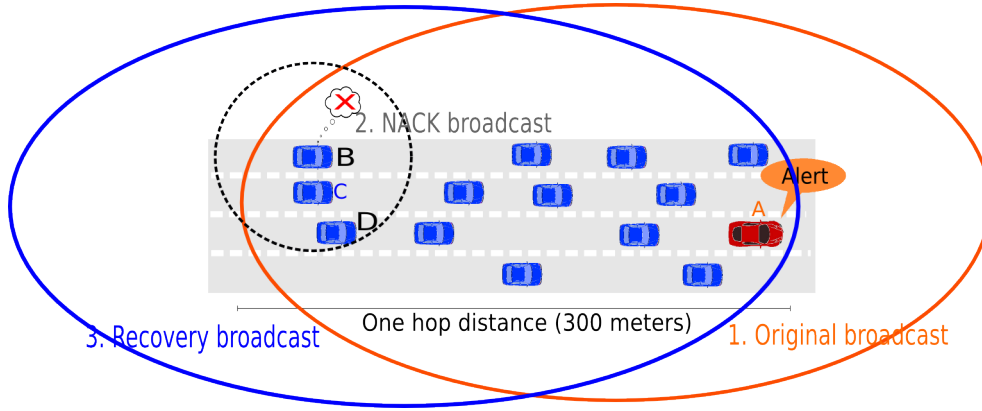 2. NACK broadcast
B
Alert
C
A
D
One hop distance (300 meters)
3. Recovery broadcast
1. Original broadcast